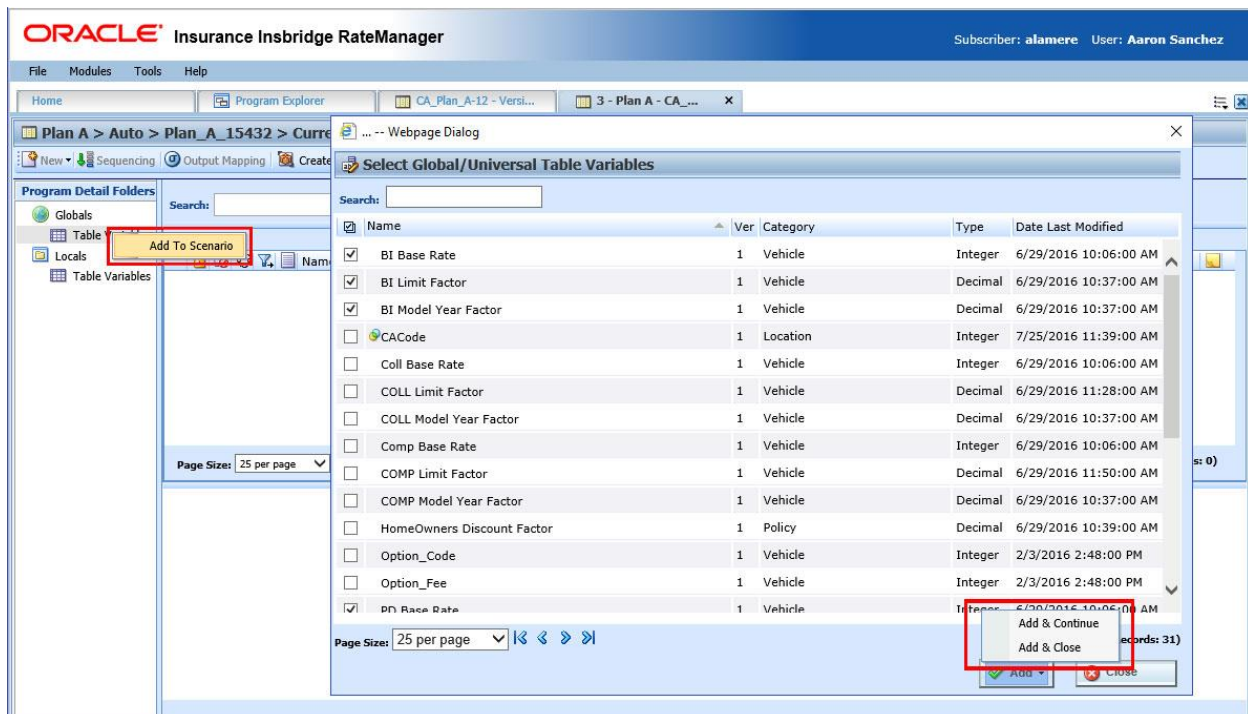 ORACLE Insurance Insbridge RateManager
Subscriber: alamere User: Aaron Sanchez
File Modules Tools Help
Home
Program Explorer
CA_Plan_A-12 - Versi...
3 - Plan A - CA_...
Plan A > Auto > Plan_A_15432 > Curre
New Sequencing Output Mapping Create
Program Detail Folders
Globals
Table
Add To Scenario
Locals
Table Variables
Search:
Nam
Page Size: 25 per page
s: 0)
... -- Webpage Dialog
Select Global/Universal Table Variables
Search:
Name Ver Category Type Date Last Modified
BI Base Rate 1 Vehicle Integer 6/29/2016 10:06:00 AM
BI Limit Factor 1 Vehicle Decimal 6/29/2016 10:37:00 AM
BI Model Year Factor 1 Vehicle Decimal 6/29/2016 10:37:00 AM
CACode 1 Location Integer 7/25/2016 11:39:00 AM
Coll Base Rate 1 Vehicle Integer 6/29/2016 10:06:00 AM
COLL Limit Factor 1 Vehicle Decimal 6/29/2016 11:28:00 AM
COLL Model Year Factor 1 Vehicle Decimal 6/29/2016 10:37:00 AM
Comp Base Rate 1 Vehicle Integer 6/29/2016 10:06:00 AM
COMP Limit Factor 1 Vehicle Decimal 6/29/2016 11:50:00 AM
COMP Model Year Factor 1 Vehicle Decimal 6/29/2016 10:37:00 AM
HomeOwners Discount Factor 1 Policy Decimal 6/29/2016 10:39:00 AM
Option_Code 1 Vehicle Integer 2/3/2016 2:48:00 PM
Option_Fee 1 Vehicle Integer 2/3/2016 2:48:00 PM
PD Base Rate 1 Vehicle Integer 6/29/2016 10:06:00 AM
Page Size: 25 per page
ecords: 31)
Add & Continue
Add & Close
Add
Close